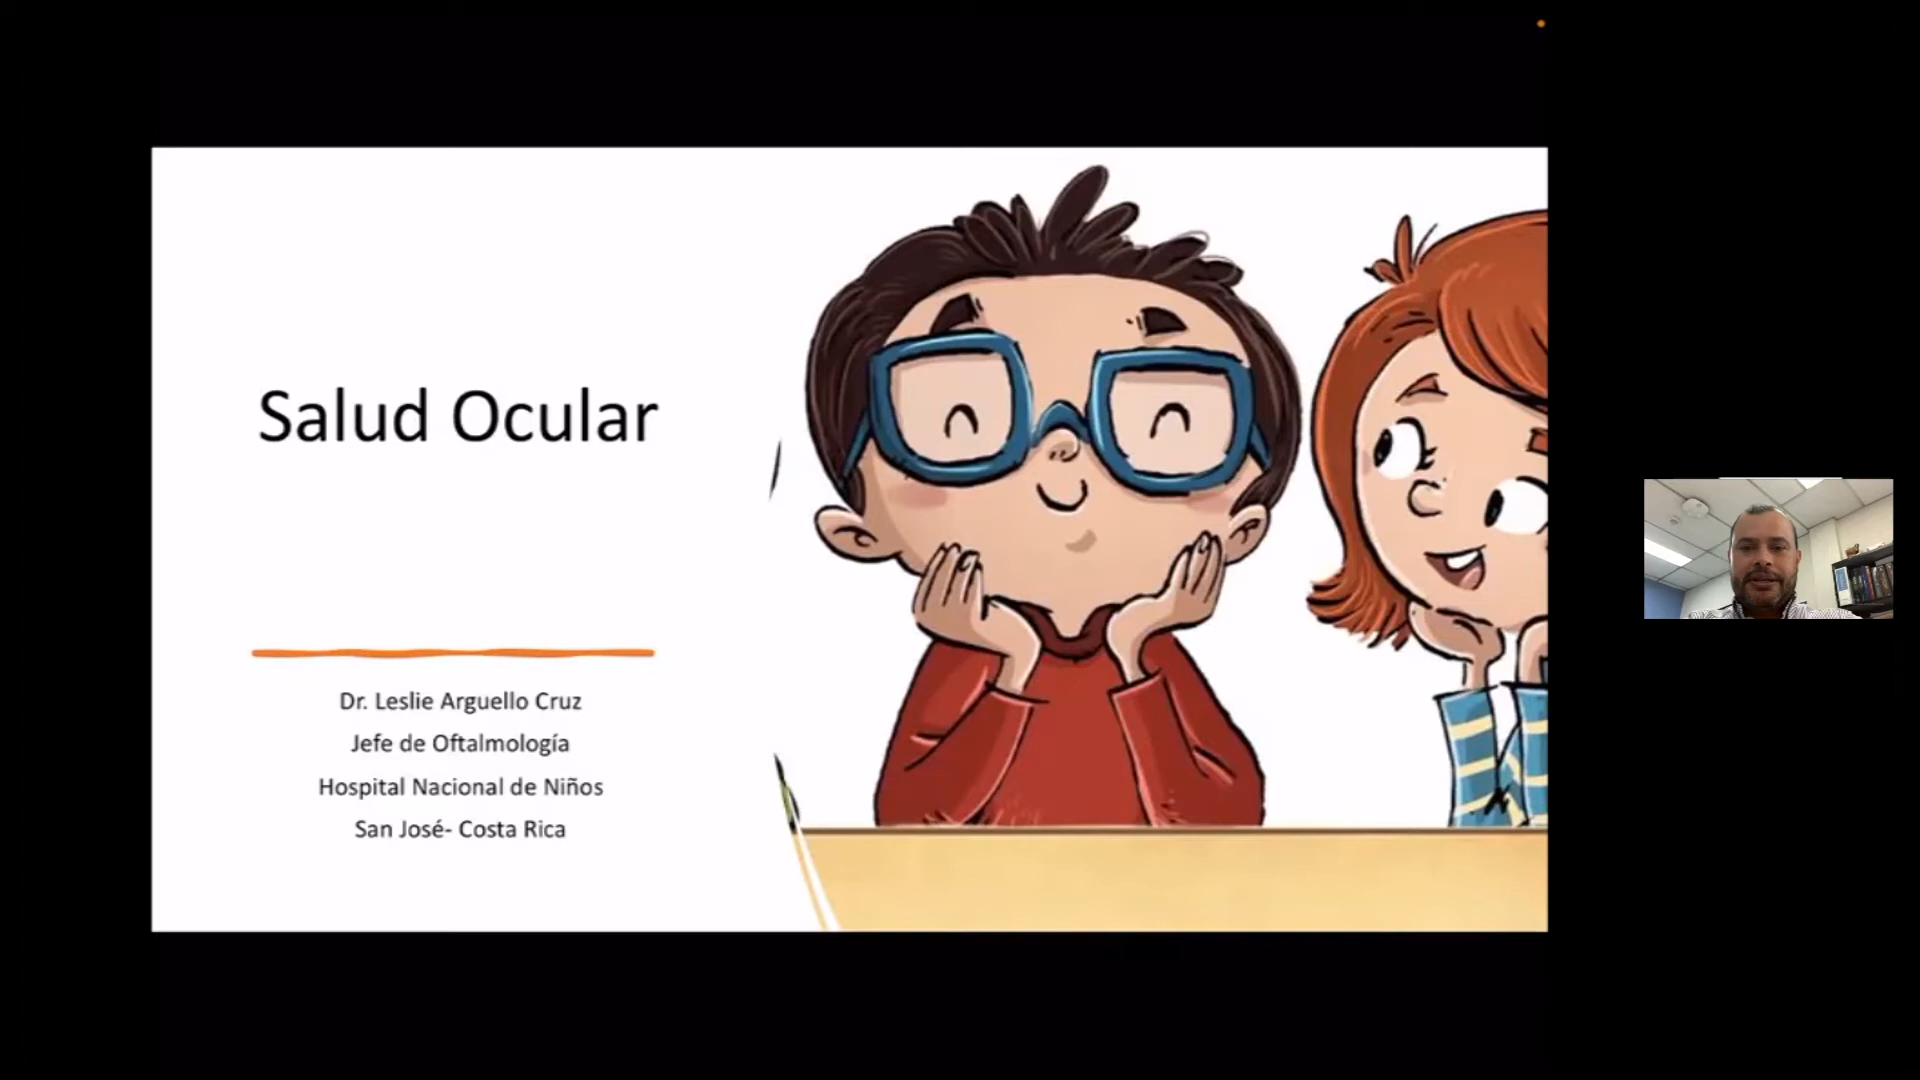 Salud Ocular
Dr. Leslie Arguello Cruz
Jefe de Oftalmología
Hospital Nacional de Niños
San José- Costa Rica